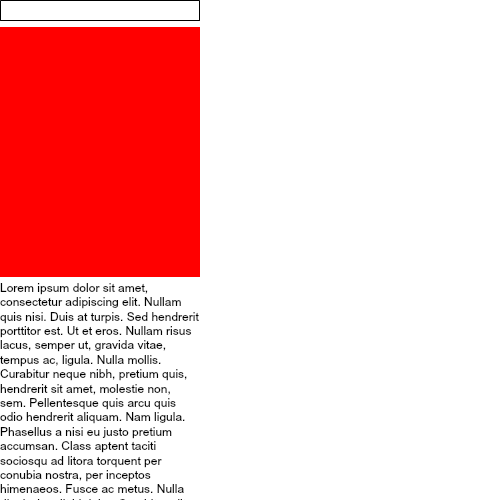 Lorem ipsum dolor sit amet,
consectetur adipiscing elit. Nullam
quis nisi. Duis at turpis. Sed hendrerit
porttitor est. Ut et eros. Nullam risus
lacus, semper ut, gravida vitae,
tempus ac, ligula. Nulla mollis.
Curabitur neque nibh, pretium quis,
hendrerit sit amet, molestie non,
sem. Pellentesque quis arcu quis
odio hendrerit aliquam. Nam ligula.
Phasellus a nisi eu justo pretium
accumsan. Class aptent taciti
sociosqu ad litora torquent per
conubia nostra, per inceptos
himenaeos. Fusce ac metus. Nulla